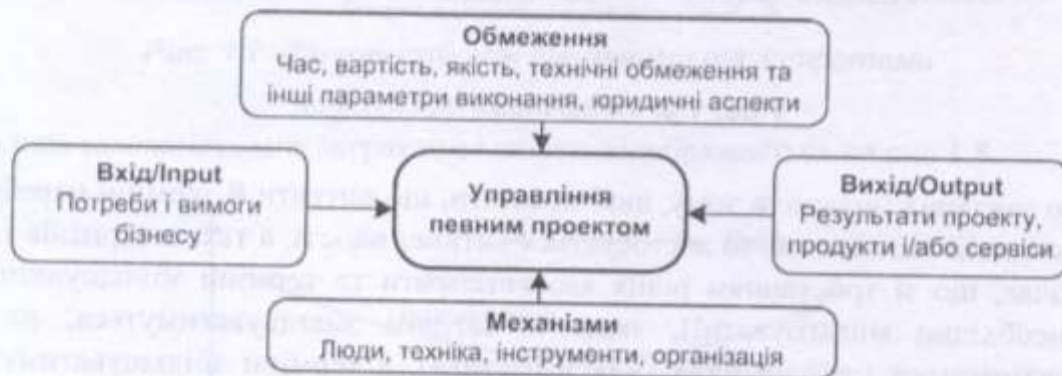 Обмеження
Час, вартість, якість, технічні обмеження та
інші параметри виконання, юридичні аспекти
Вхід/Input
Потреби і вимоги
бізнесу
Управління
певним проектом
Вихід/Output
Результати проекту,
продукти і/або сервіси
Механізми
Люди, техніка, інструменти, організація